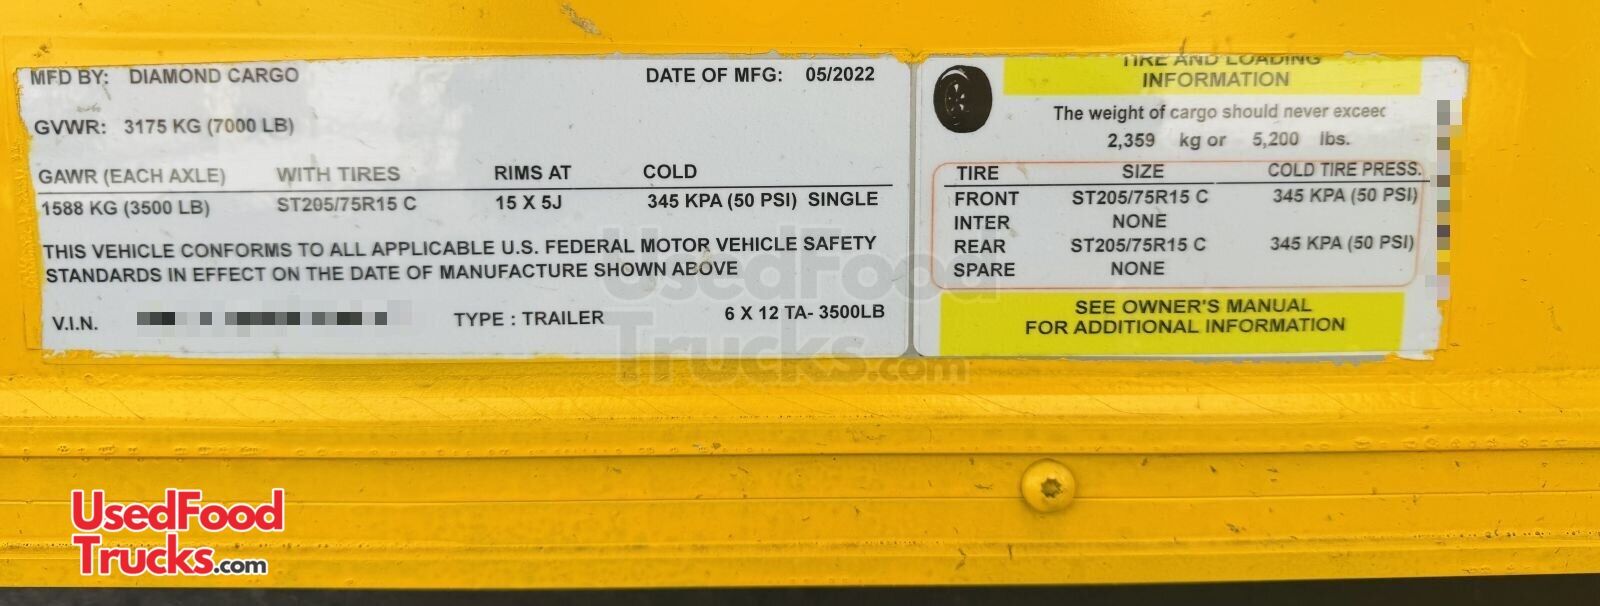 MFD BY: DIAMOND CARGO DATE OF MFG: 05/2022
GVWR: 3175 KG (7000 LB)
GAWR (EACH AXLE) WITH TIRES RIMS AT COLD
1588 KG (3500 LB) ST205/75R15 C 15 X 5J 345 KPA (50 PSI) SINGLE
THIS VEHICLE CONFORMS TO ALL APPLICABLE U.S. FEDERAL MOTOR VEHICLE SAFETY
STANDARDS IN EFFECT ON THE DATE OF MANUFACTURE SHOWN ABOVE
V.I.N. TYPE : TRAILER 6 X 12 TA- 3500LB
TIRE AND LOADING
INFORMATION
The weight of cargo should never exceed
2,359 kg or 5,200 lbs.
TIRE SIZE COLD TIRE PRESS.
FRONT ST205/75R15 C 345 KPA (50 PSI)
INTER NONE
REAR ST205/75R15 C 345 KPA (50 PSI)
SPARE NONE
SEE OWNER'S MANUAL
FOR ADDITIONAL INFORMATION
UsedFood
Trucks.com
UsedFood
Trucks.com